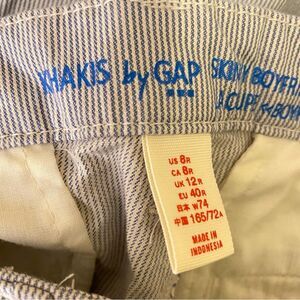 KHAKIS by GAP
SKINNY BOYFR
US 8R
CA 8R
UK 12R
EU 40R
日本 W74
中国 165/72A
MADE IN
INDONESIA